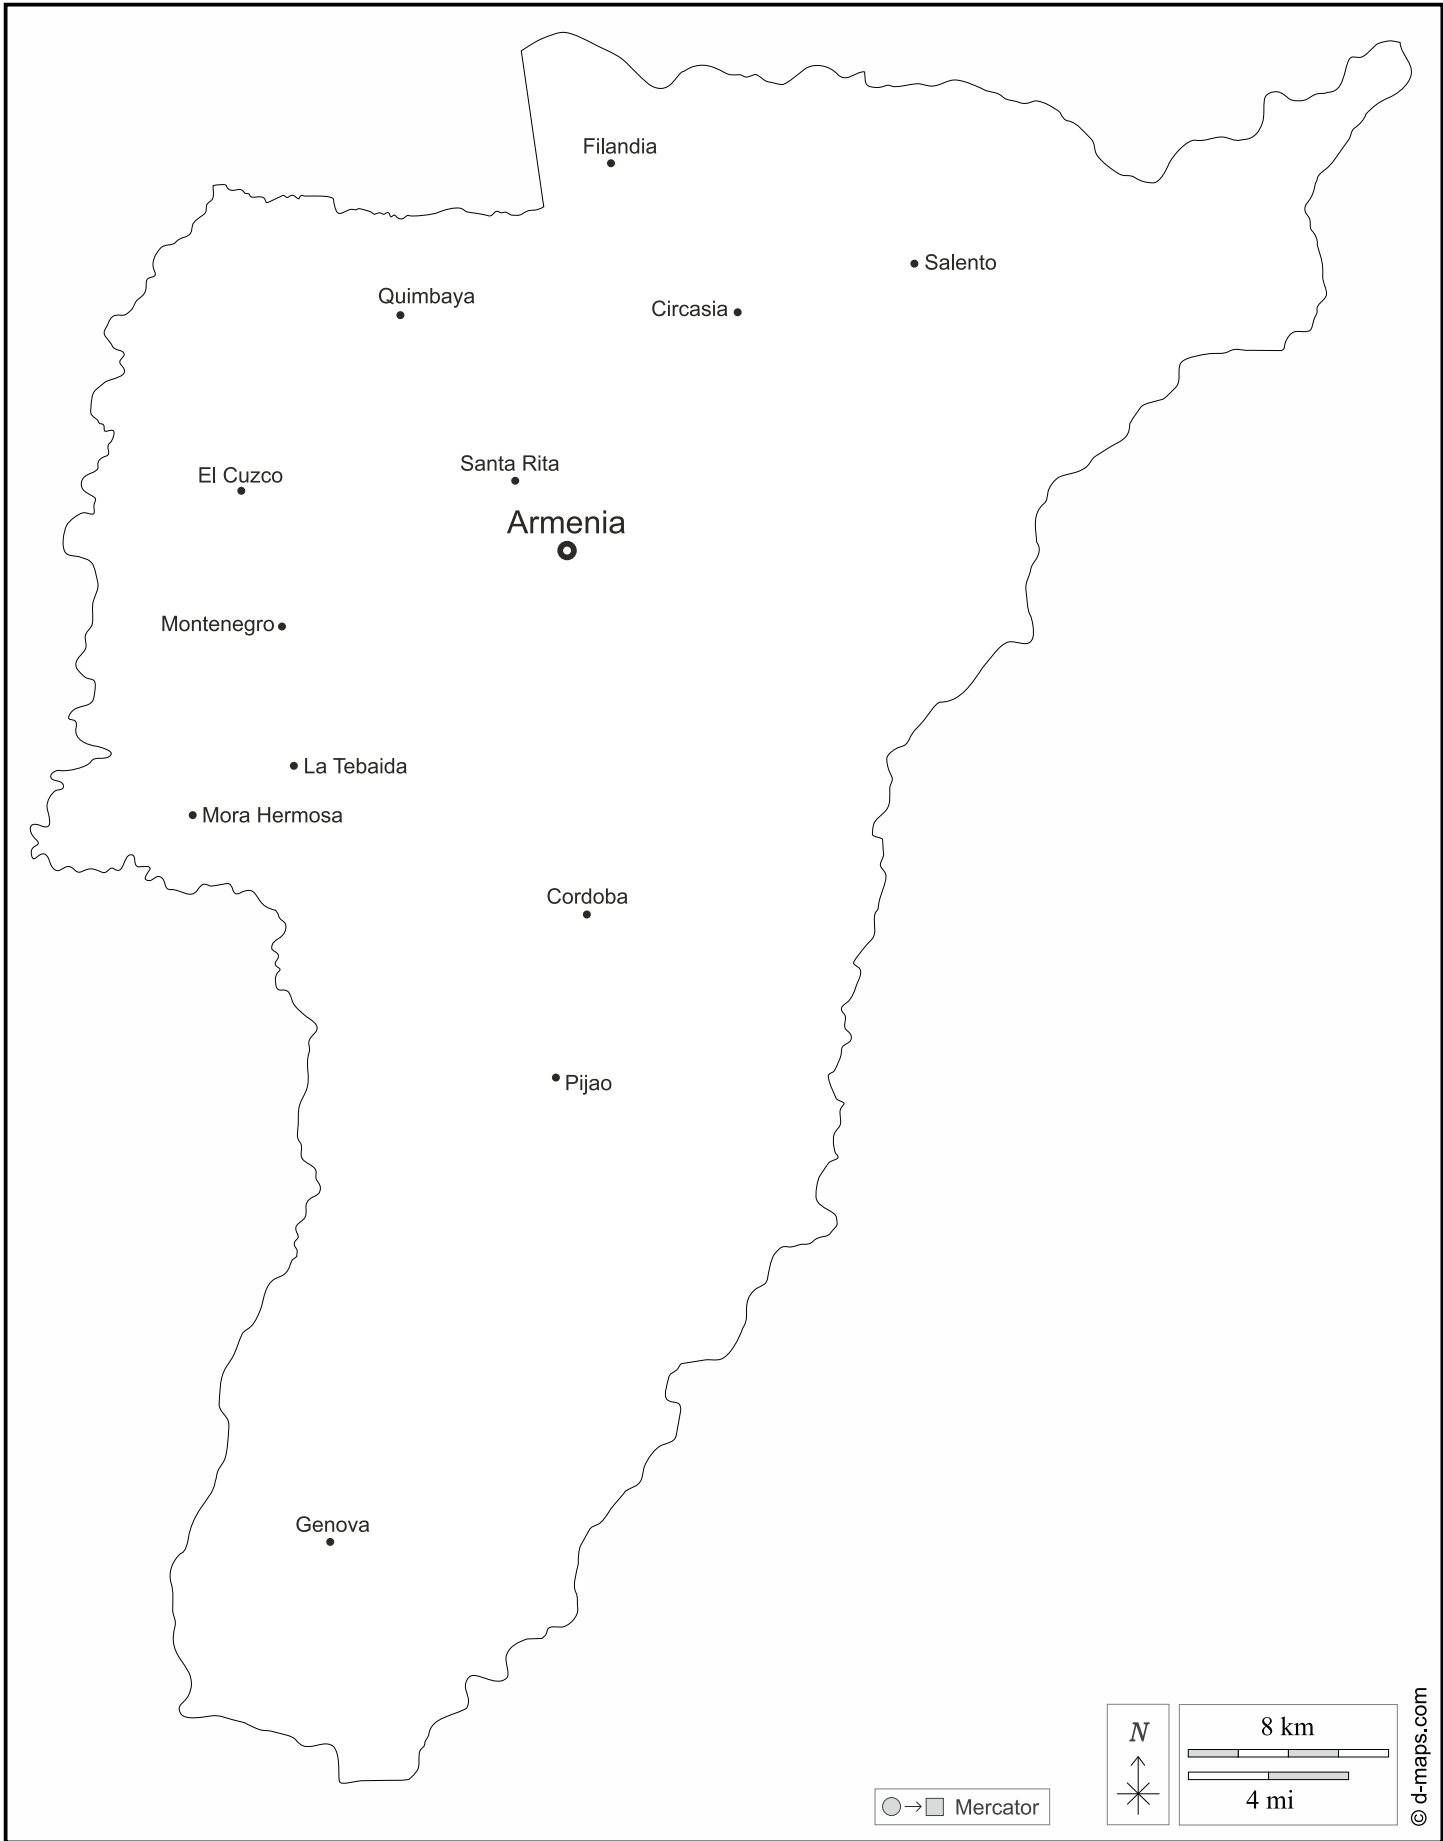 Filandia
Salento
Quimbaya
Circasia
Santa Rita
El Cuzco
Armenia
Montenegro
La Tebaida
Mora Hermosa
Cordoba
Pijao
Genova
N
8 km
4 mi
Mercator
© d-maps.com